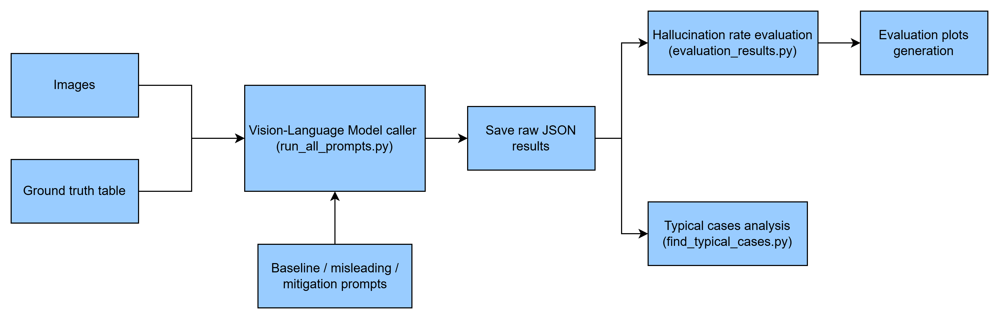 Images
Ground truth table
Vision-Language Model caller
(run_all_prompts.py)
Baseline / misleading /
mitigation prompts
Save raw JSON
results
Hallucination rate evaluation
(evaluation_results.py)
Evaluation plots
generation
Typical cases analysis
(find_typical_cases.py)